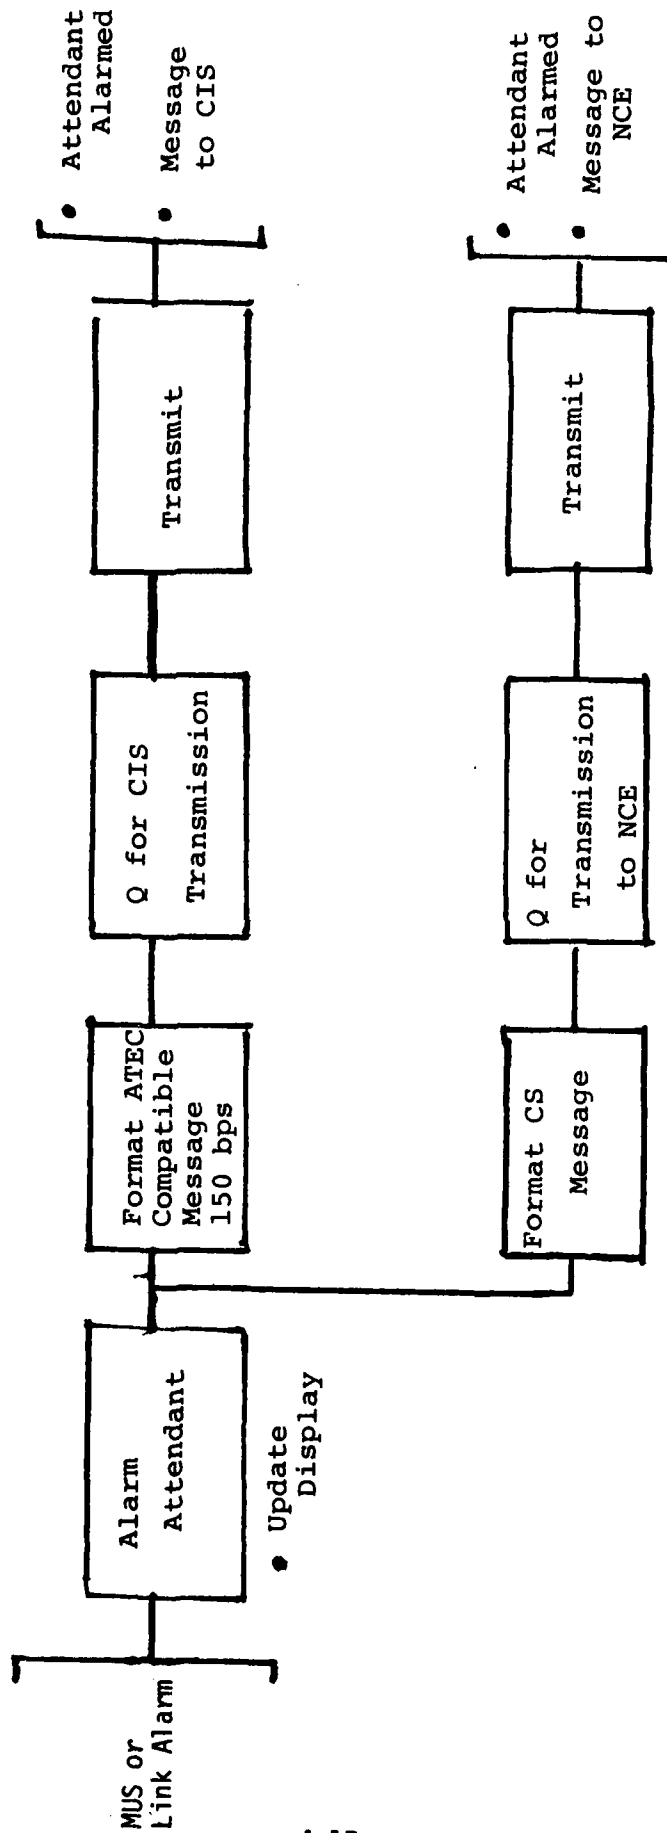 MUS or
Link Alarm
Alarm
Attendant
• Update
Display
Format ATEC
Compatible
Message
150 bps
Q for CIS
Transmission
Transmit
• Attendant
Alarmed
• Message
to CIS
Format CS
Message
Q for
Transmission
to NCE
Transmit
• Attendant
Alarmed
• Message to
NCE